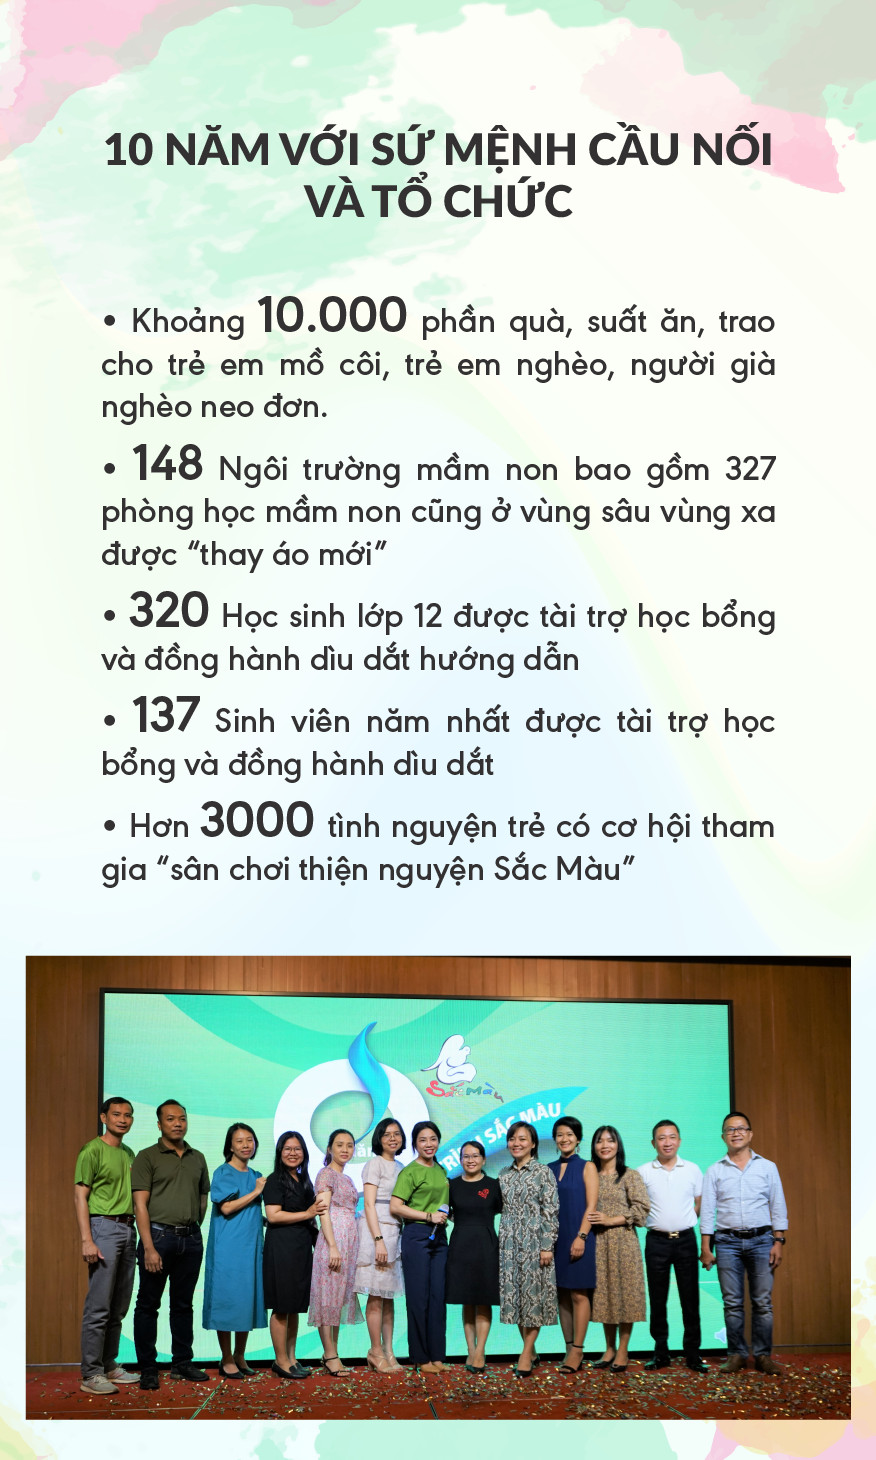 10 NĂM VỚI SỨ MỆNH CẦU NỐI
VÀ TỔ CHỨC
• Khoảng 10.000 phần quà, suất ăn, trao
cho trẻ em mồ côi, trẻ em nghèo, người già
nghèo neo đơn.
• 148 Ngôi trường mầm non bao gồm 327
phòng học mầm non cũng ở vùng sâu vùng xa
được “thay áo mới”
• 320 Học sinh lớp 12 được tài trợ học bổng
và đồng hành dìu dắt hướng dẫn
• 137 Sinh viên năm nhất được tài trợ học
bổng và đồng hành dìu dắt
• Hơn 3000 tình nguyện trẻ có cơ hội tham
gia “sân chơi thiện nguyện Sắc Màu”
Sắc màu
SẮC MÀU